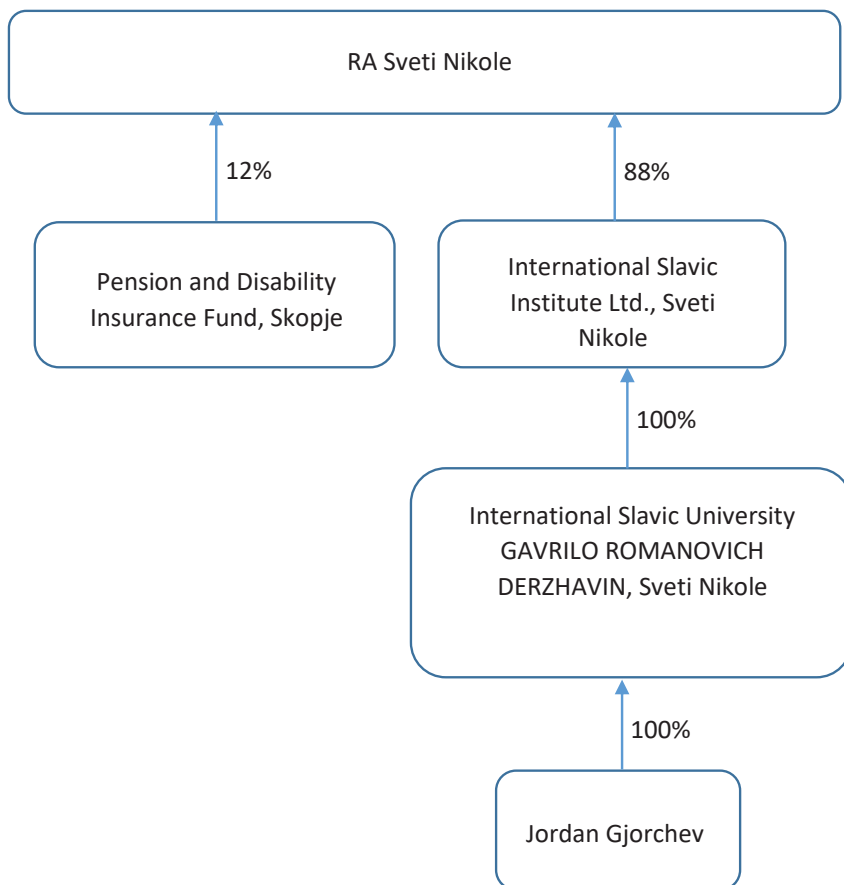 RA Sveti Nikole
12%
88%
Pension and Disability
Insurance Fund, Skopje
International Slavic
Institute Ltd., Sveti
Nikole
100%
International Slavic University
GAVRILO ROMANOVICH
DERZHAVIN, Sveti Nikole
100%
Jordan Gjorchev